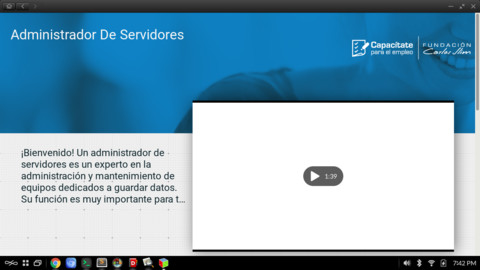 Administrador De Servidores
Capacítate
para el empleo
FUNDACIÓN
Carlos Slim
¡Bienvenido! Un administrador de
servidores es un experto en la
administración y mantenimiento de
equipos dedicados a guardar datos.
Su función es muy importante para t...
1:39
7:42 PM